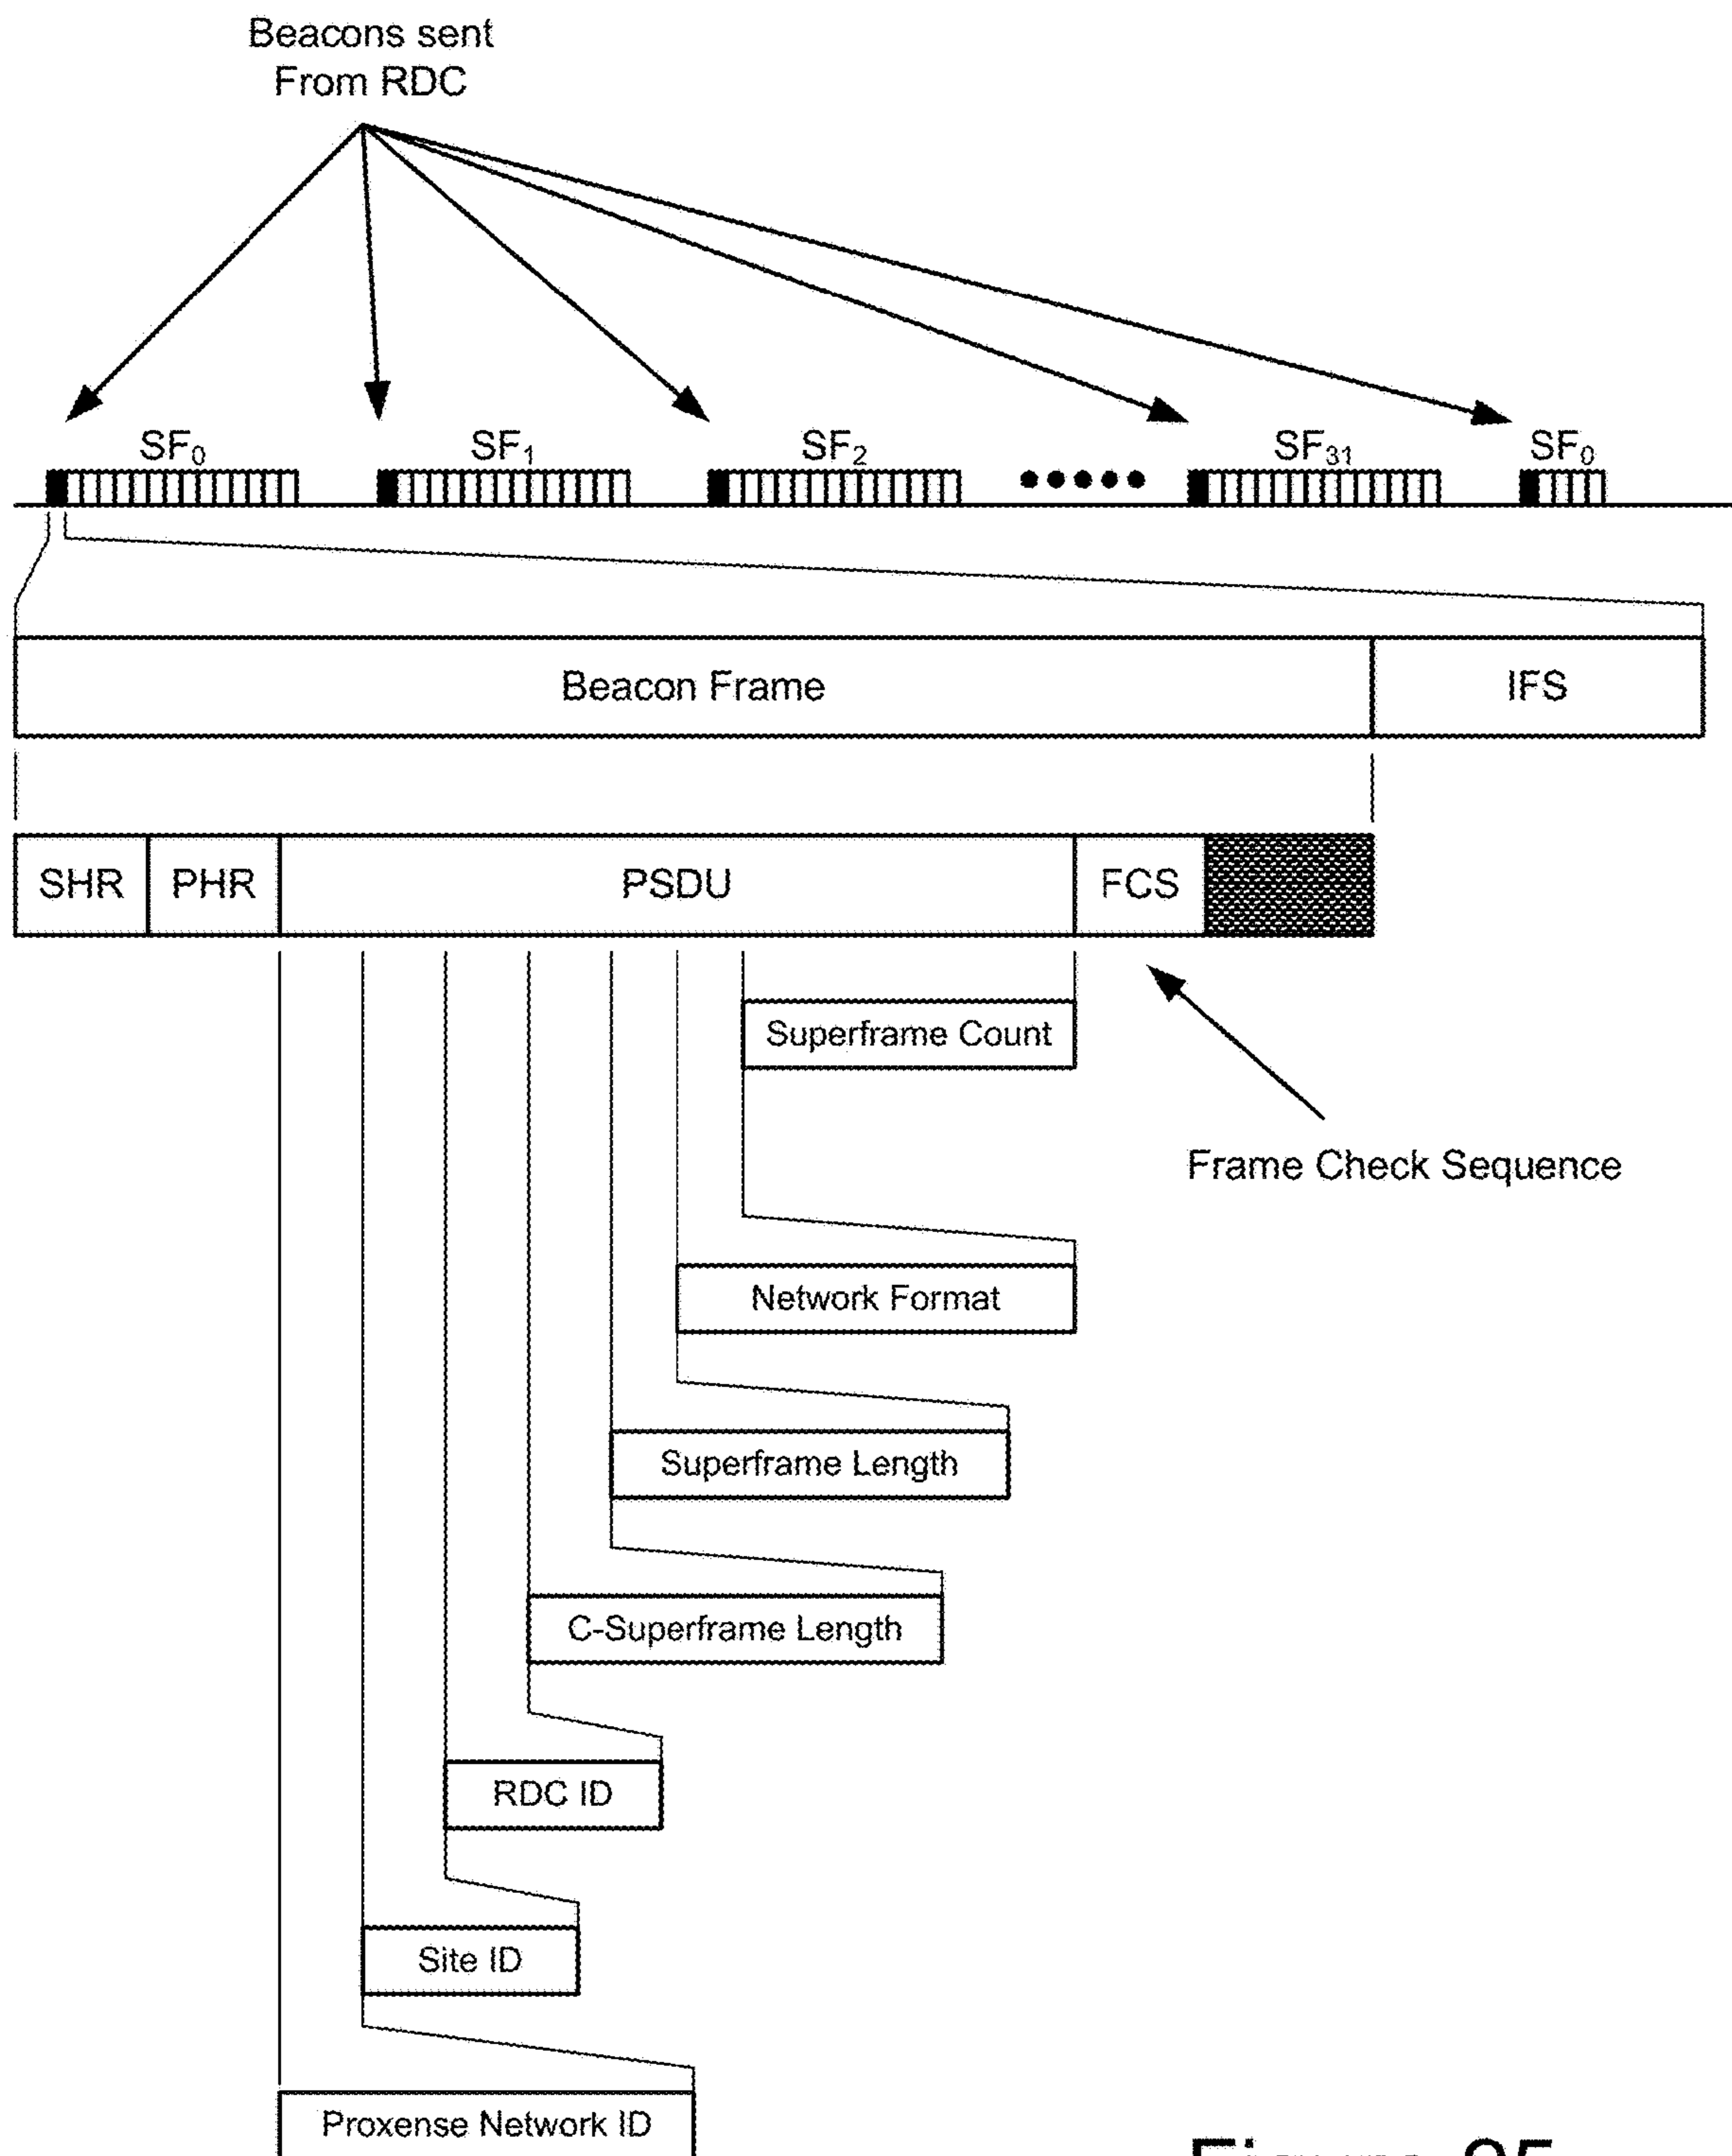 Beacons sent
From RDC
SF0 SF1 SF2 SF31 SF0
Beacon Frame IFS
SHR PHR PSDU FCS
Superframe Count
Frame Check Sequence
Network Format
Superframe Length
C-Superframe Length
RDC ID
Site ID
Proxense Network ID